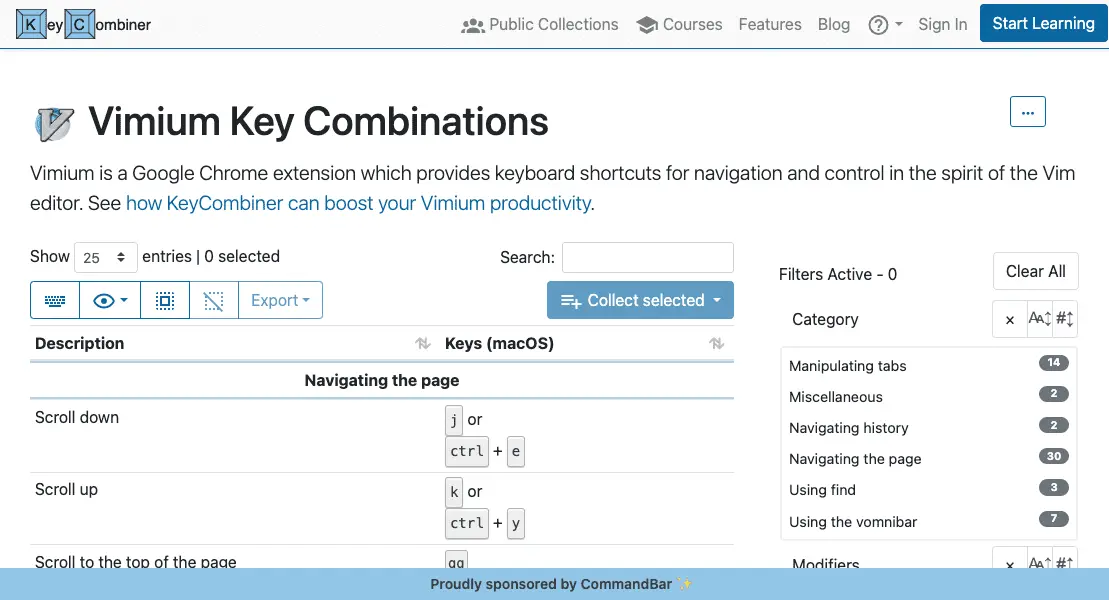 KeyCombiner
Public Collections
Courses
Features
Blog
Sign In
Start Learning
Vimium Key Combinations
...
Vimium is a Google Chrome extension which provides keyboard shortcuts for navigation and control in the spirit of the Vim
editor. See how KeyCombiner can boost your Vimium productivity.
Show 25 entries | 0 selected
Search:
Export
Collect selected
Description
Keys (macOS)
Navigating the page
Scroll down
j or
ctrl + e
Scroll up
k or
ctrl + y
Scroll to the top of the page
gg
Filters Active - 0
Clear All
Category
Manipulating tabs 14
Miscellaneous 2
Navigating history 2
Navigating the page 30
Using find 3
Using the vomnibar 7
Modifiers
Proudly sponsored by CommandBar ✨